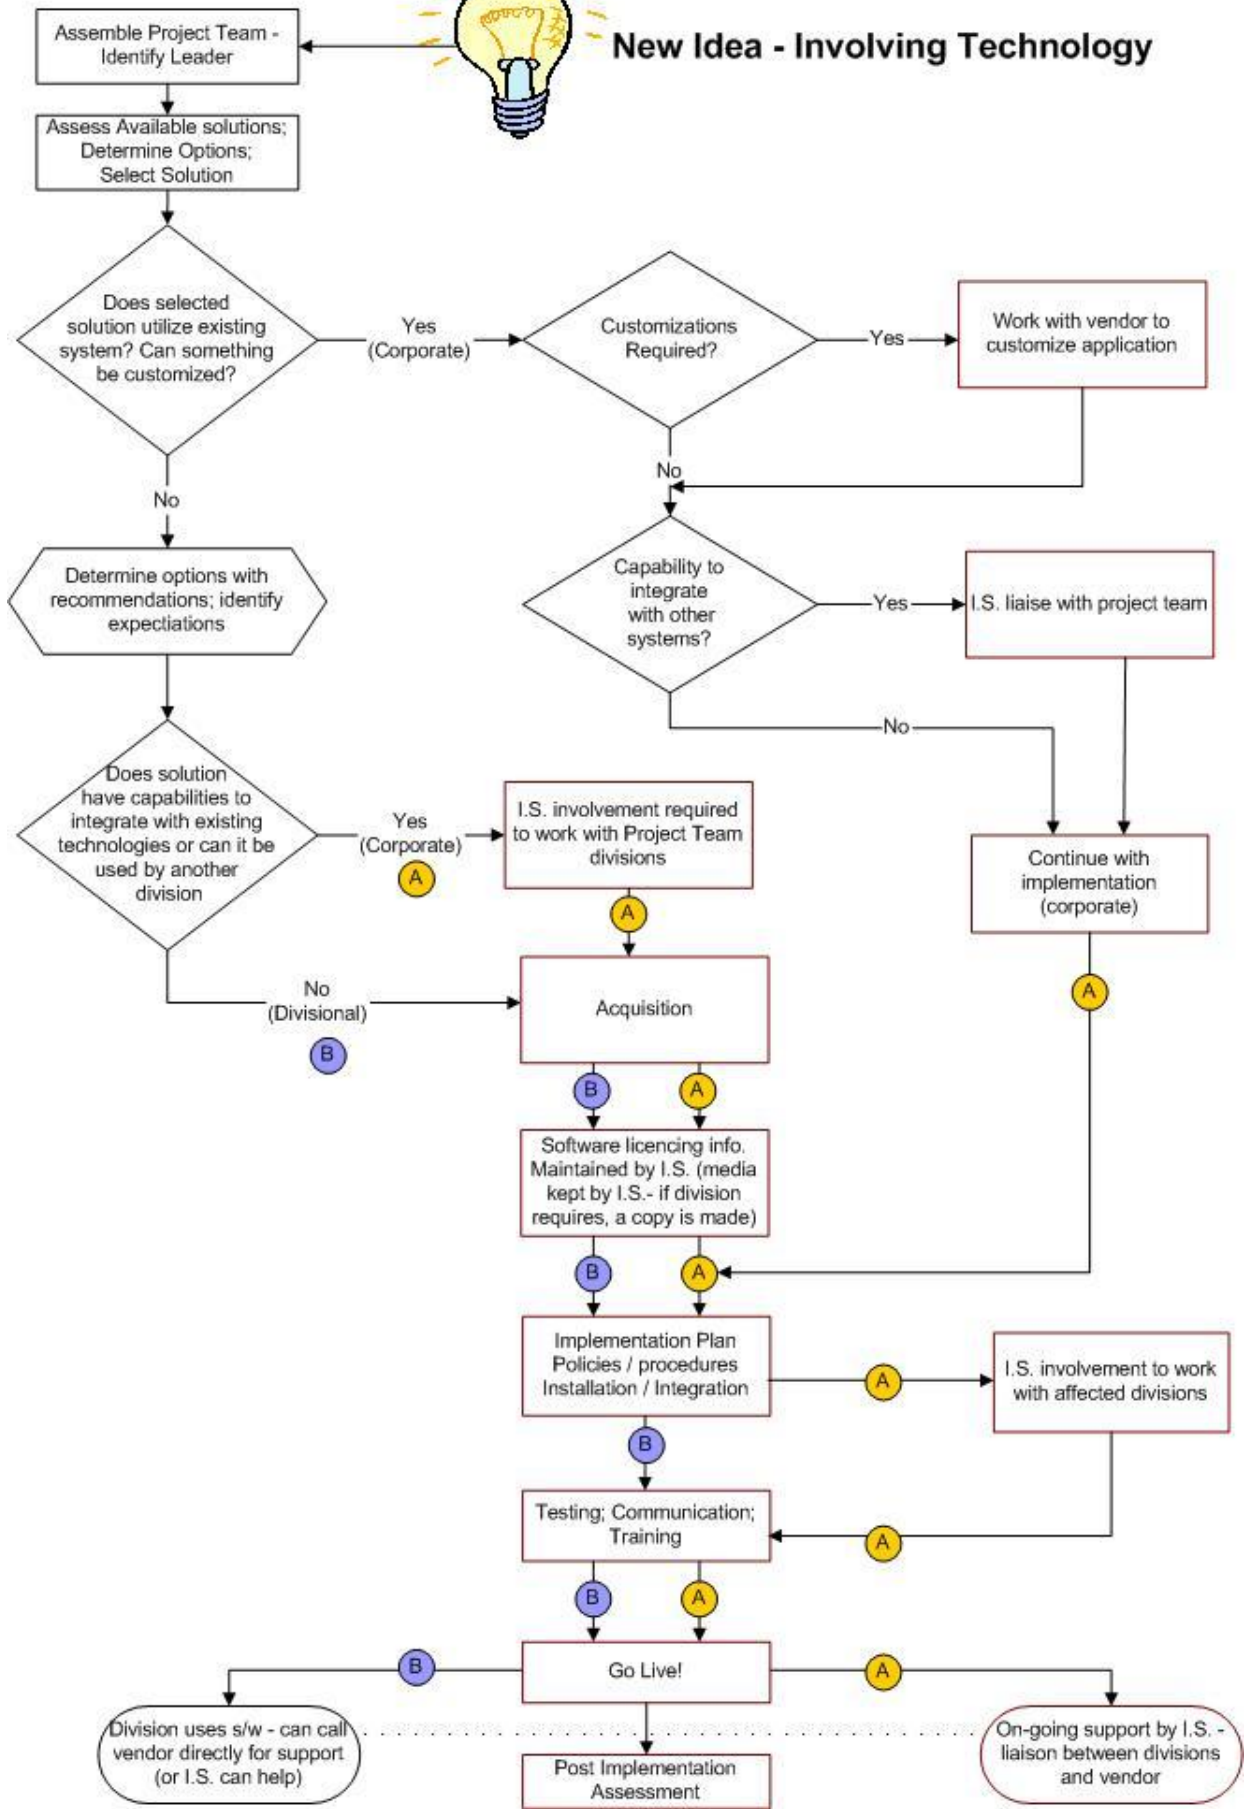 New Idea - Involving Technology
Assemble Project Team -
Identify Leader
Assess Available solutions;
Determine Options;
Select Solution
Does selected
solution utilize existing
system? Can something
be customized?
Yes
(Corporate)
Customizations
Required?
Yes
Work with vendor to
customize application
No
No
Determine options with
recommendations; identify
expectiations
Capability to
integrate
with other
systems?
Yes
I.S. liaise with project team
No
Does solution
have capabilities to
integrate with existing
technologies or can it be
used by another
division
Yes
(Corporate)
A
I.S. involvement required
to work with Project Team
divisions
A
Continue with
implementation
(corporate)
A
No
(Divisional)
B
Acquisition
B
A
Software licencing info.
Maintained by I.S. (media
kept by I.S.- if division
requires, a copy is made)
B
A
Implementation Plan
Policies / procedures
Installation / Integration
A
I.S. involvement to work
with affected divisions
B
Testing; Communication;
Training
A
B
A
B
Go Live!
A
Division uses s/w - can call
vendor directly for support
(or I.S. can help)
Post Implementation
Assessment
On-going support by I.S. -
liaison between divisions
and vendor